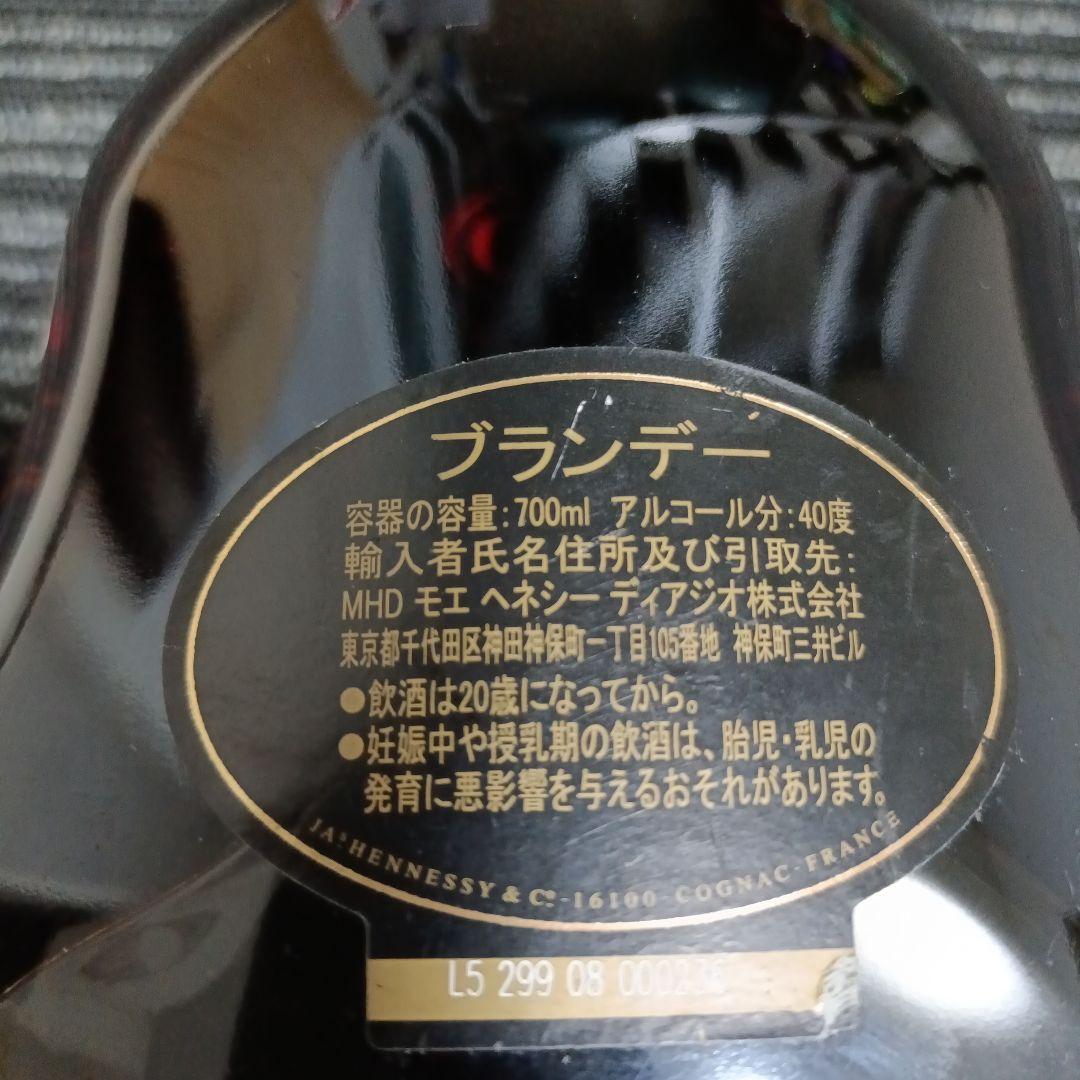 ブランデー
容器の容量:700ml アルコール分:40度
輸入者氏名住所及び引取先:
MHD モエ ヘネシー ディアジオ株式会社
東京都千代田区神田神保町一丁目105番地 神保町三井ビル
●飲酒は20歳になってから。
●妊娠中や授乳期の飲酒は、胎児・乳児の
発育に悪影響を与えるおそれがあります。
JAS HENNESSY & Co - 16100 - COGNAC - FRANCE
L5 299 08 000236